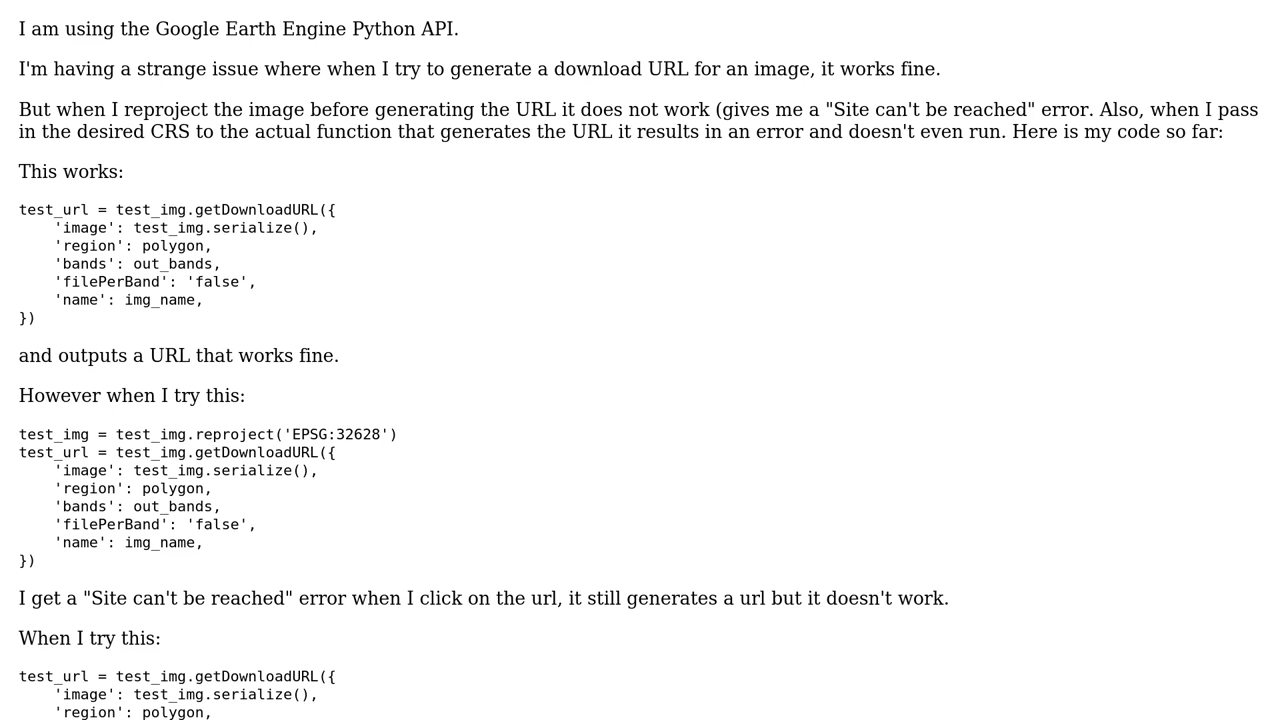 I am using the Google Earth Engine Python API.
I'm having a strange issue where when I try to generate a download URL for an image, it works fine.
But when I reproject the image before generating the URL it does not work (gives me a "Site can't be reached" error. Also, when I pass
in the desired CRS to the actual function that generates the URL it results in an error and doesn't even run. Here is my code so far:
This works:
test_url = test_img.getDownloadURL({
    'image': test_img.serialize(),
    'region': polygon,
    'bands': out_bands,
    'filePerBand': 'false',
    'name': img_name,
})
and outputs a URL that works fine.
However when I try this:
test_img = test_img.reproject('EPSG:32628')
test_url = test_img.getDownloadURL({
    'image': test_img.serialize(),
    'region': polygon,
    'bands': out_bands,
    'filePerBand': 'false',
    'name': img_name,
})
I get a "Site can't be reached" error when I click on the url, it still generates a url but it doesn't work.
When I try this:
test_url = test_img.getDownloadURL({
    'image': test_img.serialize(),
    'region': polygon,